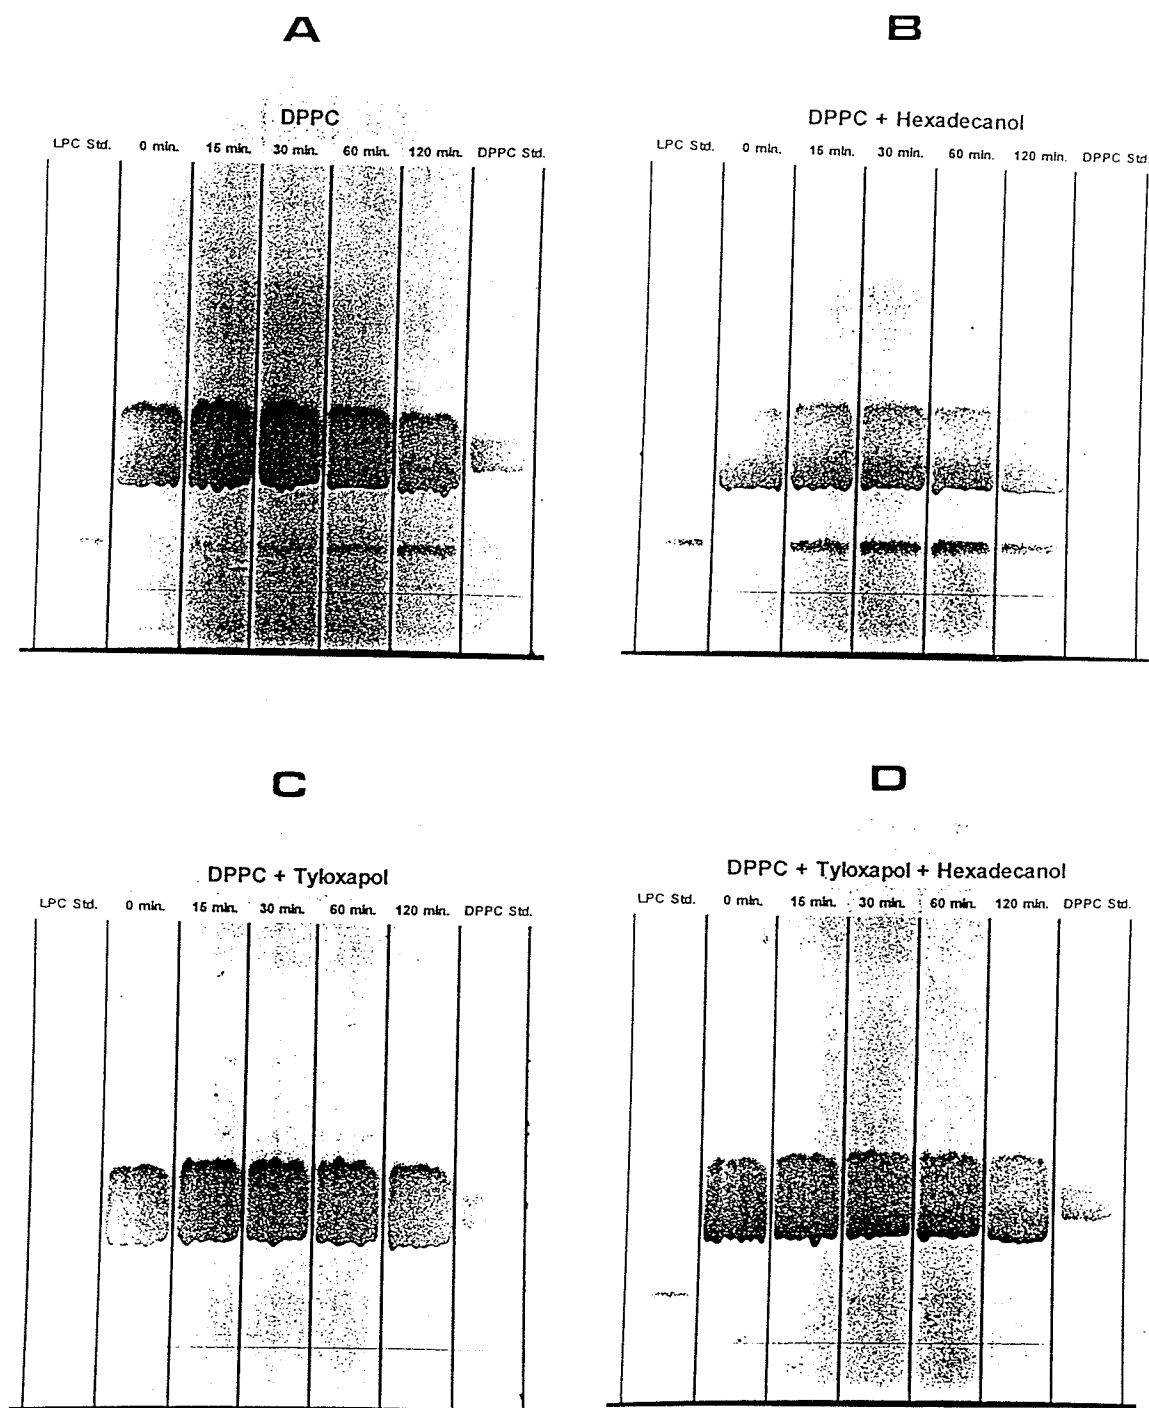 A
DPPC
LPC Std. 0 min. 15 min. 30 min. 60 min. 120 min. DPPC Std.
B
DPPC + Hexadecanol
LPC Std. 0 min. 15 min. 30 min. 60 min. 120 min. DPPC Std.
C
DPPC + Tyloxapol
LPC Std. 0 min. 15 min. 30 min. 60 min. 120 min. DPPC Std.
D
DPPC + Tyloxapol + Hexadecanol
LPC Std. 0 min. 15 min. 30 min. 60 min. 120 min. DPPC Std.